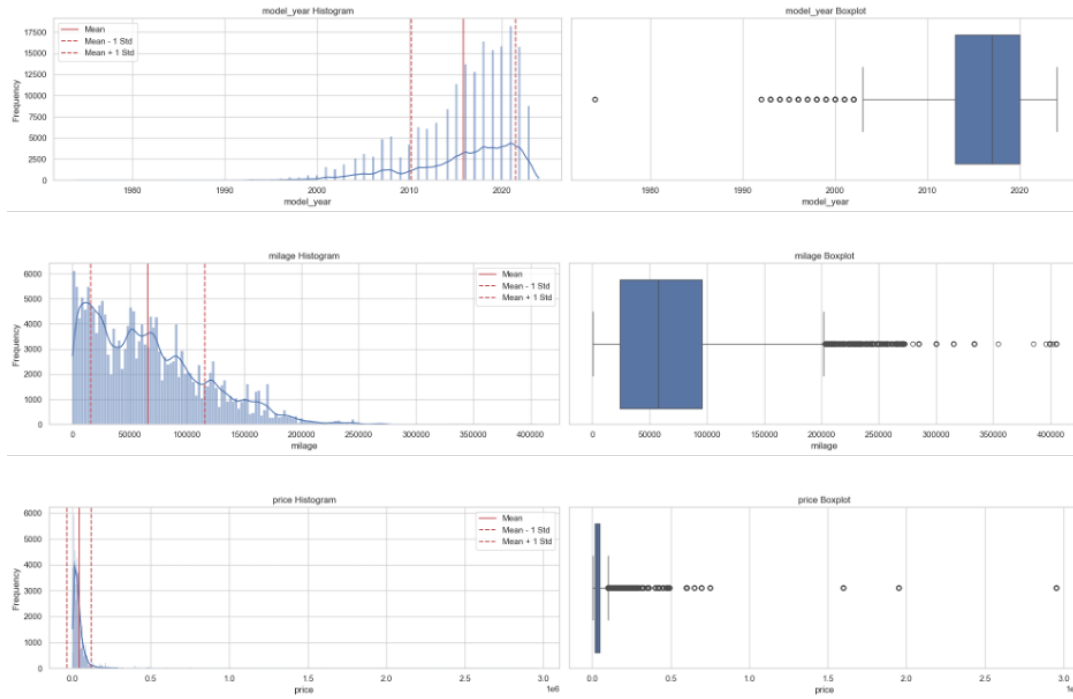 model_year Histogram
17500
15000
12500
10000
7500
5000
2500
0
Frequency
Mean
Mean - 1 Std
Mean + 1 Std
1980
1990
2000
2010
2020
model_year
model_year Boxplot
1980
1990
2000
2010
2020
model_year
milage Histogram
6000
5000
4000
3000
2000
1000
0
Frequency
Mean
Mean - 1 Std
Mean + 1 Std
0
50000
100000
150000
200000
250000
300000
350000
400000
milage
milage Boxplot
0
50000
100000
150000
200000
250000
300000
350000
400000
milage
price Histogram
6000
5000
4000
3000
2000
1000
0
Frequency
Mean
Mean - 1 Std
Mean + 1 Std
0.0
0.5
1.0
1.5
2.0
2.5
3.0
1e6
price
price Boxplot
0.0
0.5
1.0
1.5
2.0
2.5
price